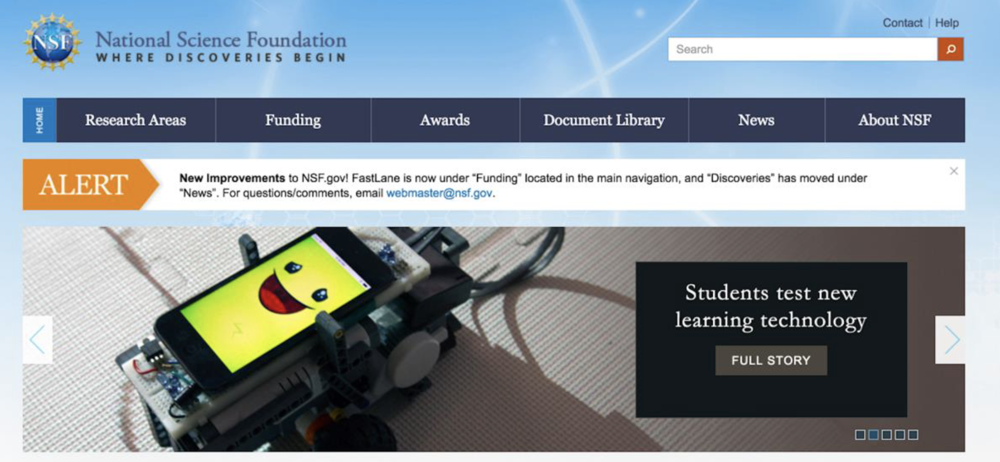 Contact | Help
NSF
National Science Foundation
WHERE DISCOVERIES BEGIN
Search
HOME
Research Areas
Funding
Awards
Document Library
News
About NSF
ALERT
New Improvements to NSF.gov! FastLane is now under "Funding" located in the main navigation, and "Discoveries" has moved under
"News". For questions/comments, email webmaster@nsf.gov.
Students test new
learning technology
FULL STORY